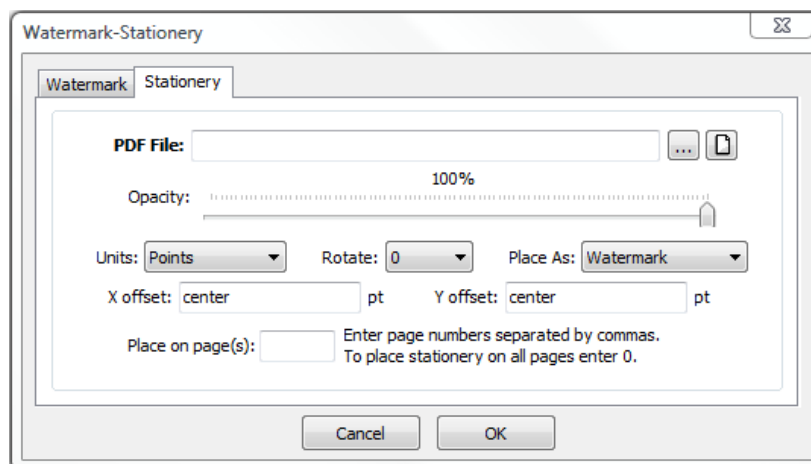 Watermark-Stationery
Watermark Stationery
PDF File: ...
100%
Opacity:
Units: Points Rotate: 0 Place As: Watermark
X offset: center pt Y offset: center pt
Place on page(s): Enter page numbers separated by commas.
To place stationery on all pages enter 0.
Cancel OK